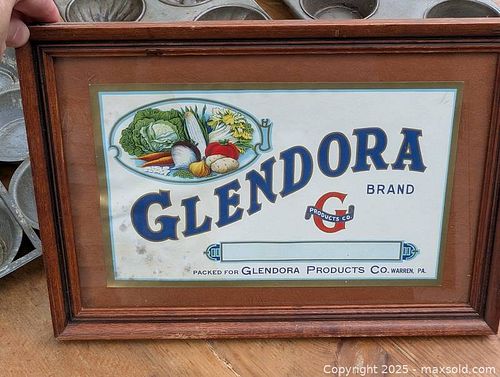 GLENDORA
BRAND
G
PRODUCTS CO.
PACKED FOR GLENDORA PRODUCTS CO. WARREN, PA.
Copyright © 2025 - maxsold.com